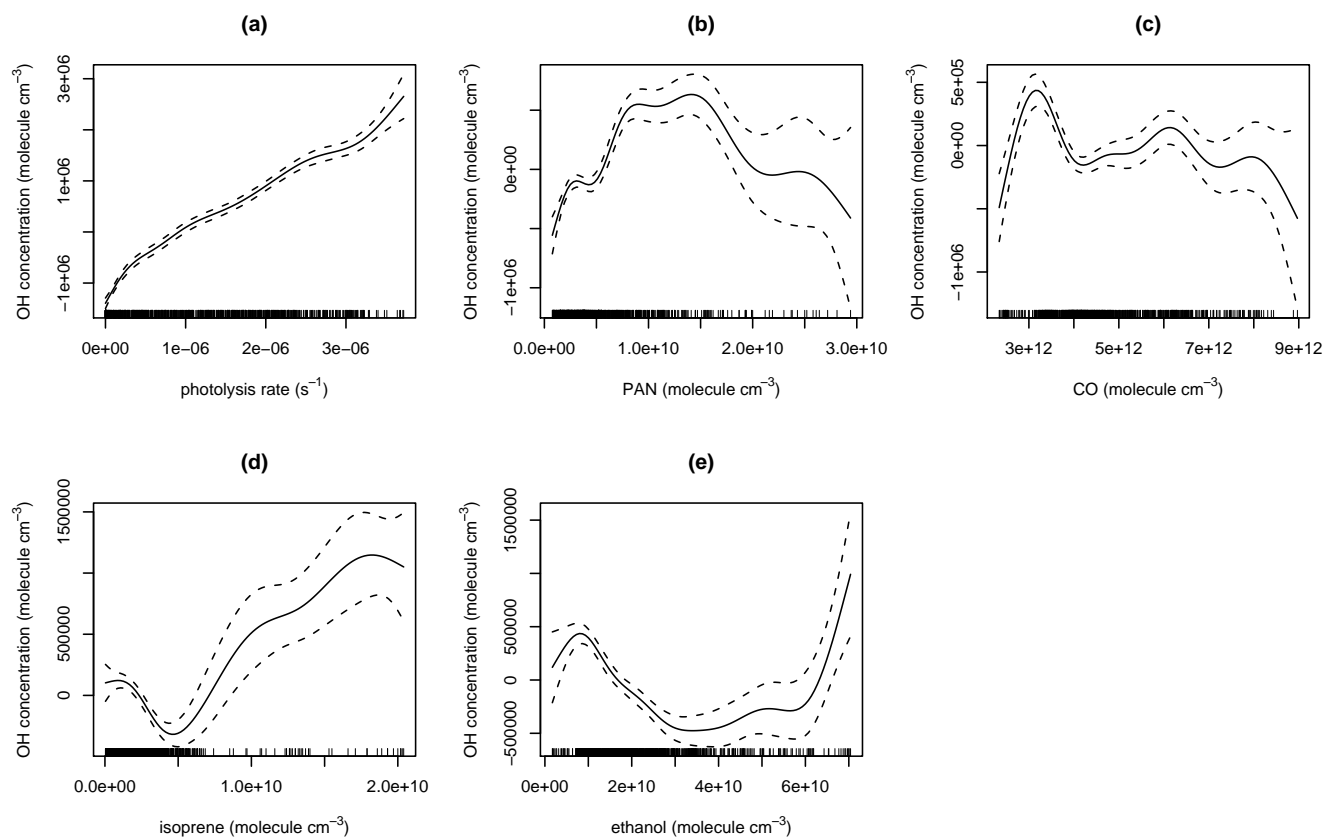 (a)
OH concentration (molecule cm⁻³)
−1e+06
1e+06
3e+06
0e+00 1e−06 2e−06 3e−06
photolysis rate (s⁻¹)
(b)
OH concentration (molecule cm⁻³)
−1e+06
0e+00
0.0e+00 1.0e+10 2.0e+10 3.0e+10
PAN (molecule cm⁻³)
(c)
OH concentration (molecule cm⁻³)
−1e+06
0e+00
5e+05
3e+12 5e+12 7e+12 9e+12
CO (molecule cm⁻³)
(d)
OH concentration (molecule cm⁻³)
0
500000
1500000
0.0e+00 1.0e+10 2.0e+10
isoprene (molecule cm⁻³)
(e)
OH concentration (molecule cm⁻³)
−500000
0
500000
1500000
0e+00 2e+10 4e+10 6e+10
ethanol (molecule cm⁻³)